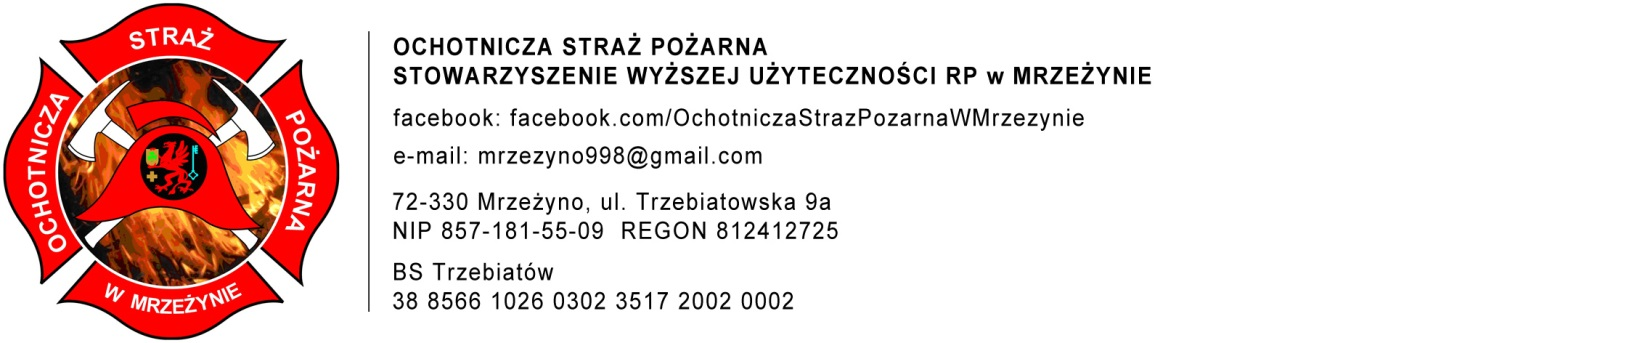 STRAŻ
OCHOTNICZA
POŻARNA
W MRZEŻYNIE
OCHOTNICZA STRAŻ POŻARNA
STOWARZYSZENIE WYŻSZEJ UŻYTECZNOŚCI RP w MRZEŻYNIE
facebook: facebook.com/OchotniczaStrazPozarnaWMrzezynie
e-mail: mrzezyno998@gmail.com
72-330 Mrzeżyno, ul. Trzebiatowska 9a
NIP 857-181-55-09 REGON 812412725
BS Trzebiatów
38 8566 1026 0302 3517 2002 0002